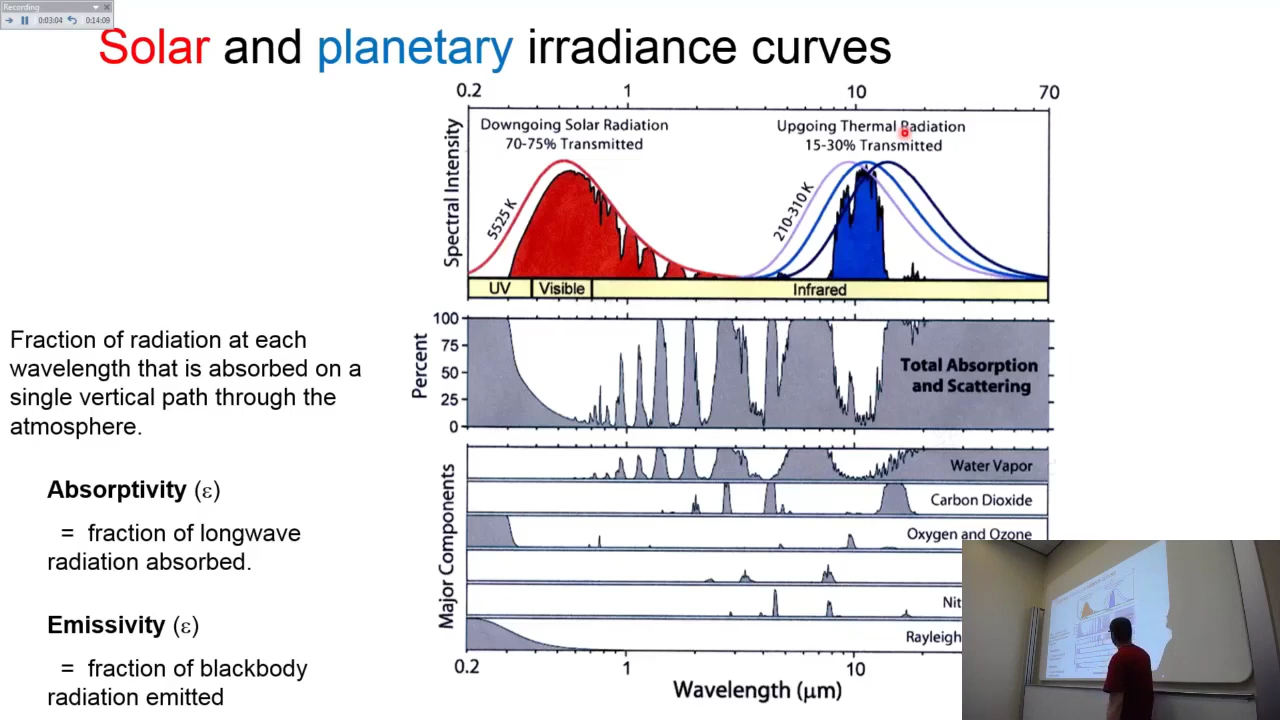 Recording
0:03:04
0:14:09
Solar and planetary irradiance curves
0.2 1 10 70
Downgoing Solar Radiation
70-75% Transmitted
Upgoing Thermal Radiation
15-30% Transmitted
Spectral Intensity
5525 K
210-310 K
UV Visible Infrared
Percent
100
75
50
25
0
Total Absorption
and Scattering
Major Components
Water Vapor
Carbon Dioxide
Oxygen and Ozone
Nit
Rayleigh
0.2 1 10
Wavelength (μm)
Fraction of radiation at each
wavelength that is absorbed on a
single vertical path through the
atmosphere.
Absorptivity (ε)
= fraction of longwave
radiation absorbed.
Emissivity (ε)
= fraction of blackbody
radiation emitted